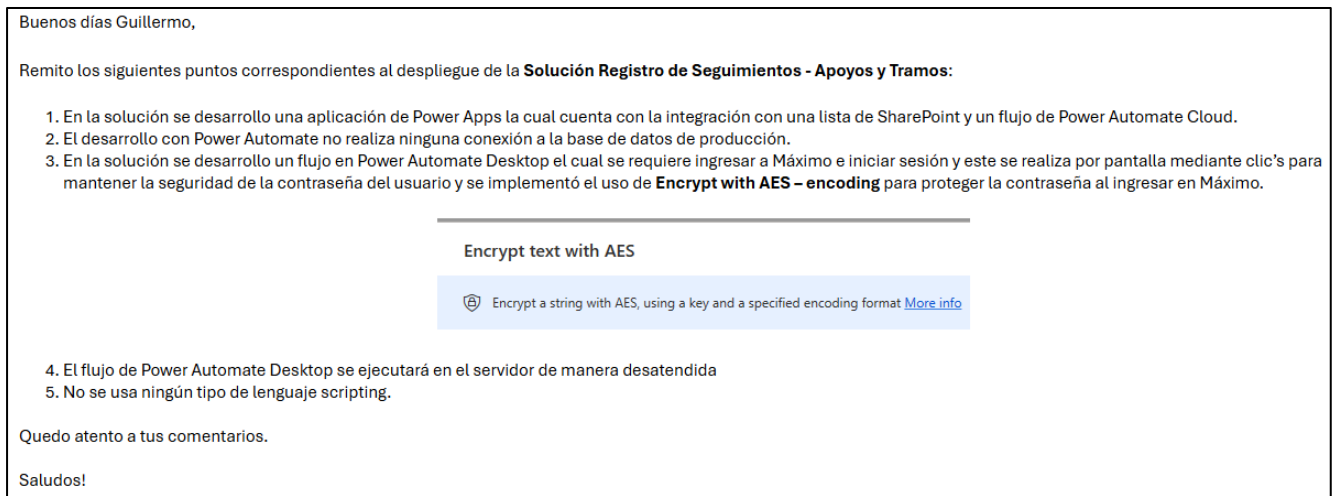 Buenos días Guillermo,
Remito los siguientes puntos correspondientes al despliegue de la Solución Registro de Seguimientos - Apoyos y Tramos:
1. En la solución se desarrollo una aplicación de Power Apps la cual cuenta con la integración con una lista de SharePoint y un flujo de Power Automate Cloud.
2. El desarrollo con Power Automate no realiza ninguna conexión a la base de datos de producción.
3. En la solución se desarrollo un flujo en Power Automate Desktop el cual se requiere ingresar a Máximo e iniciar sesión y este se realiza por pantalla mediante clic's para
mantener la seguridad de la contraseña del usuario y se implementó el uso de Encrypt with AES – encoding para proteger la contraseña al ingresar en Máximo.
Encrypt text with AES
Encrypt a string with AES, using a key and a specified encoding format More info
4. El flujo de Power Automate Desktop se ejecutará en el servidor de manera desatendida
5. No se usa ningún tipo de lenguaje scripting.
Quedo atento a tus comentarios.
Saludos!